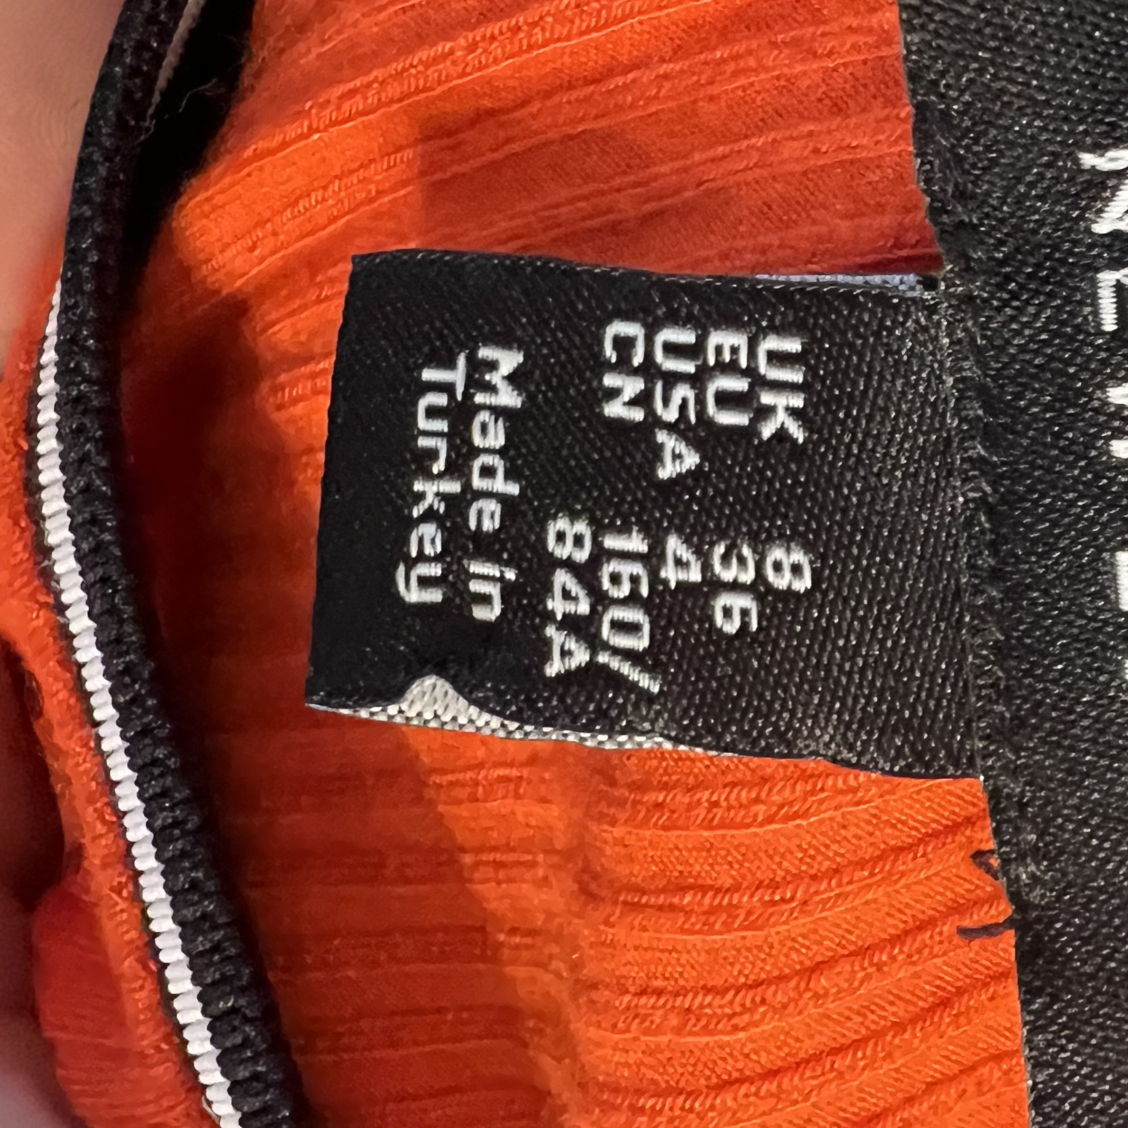 UK 8
EU 36
USA 4
CN 160/
84A
Made in
Turkey